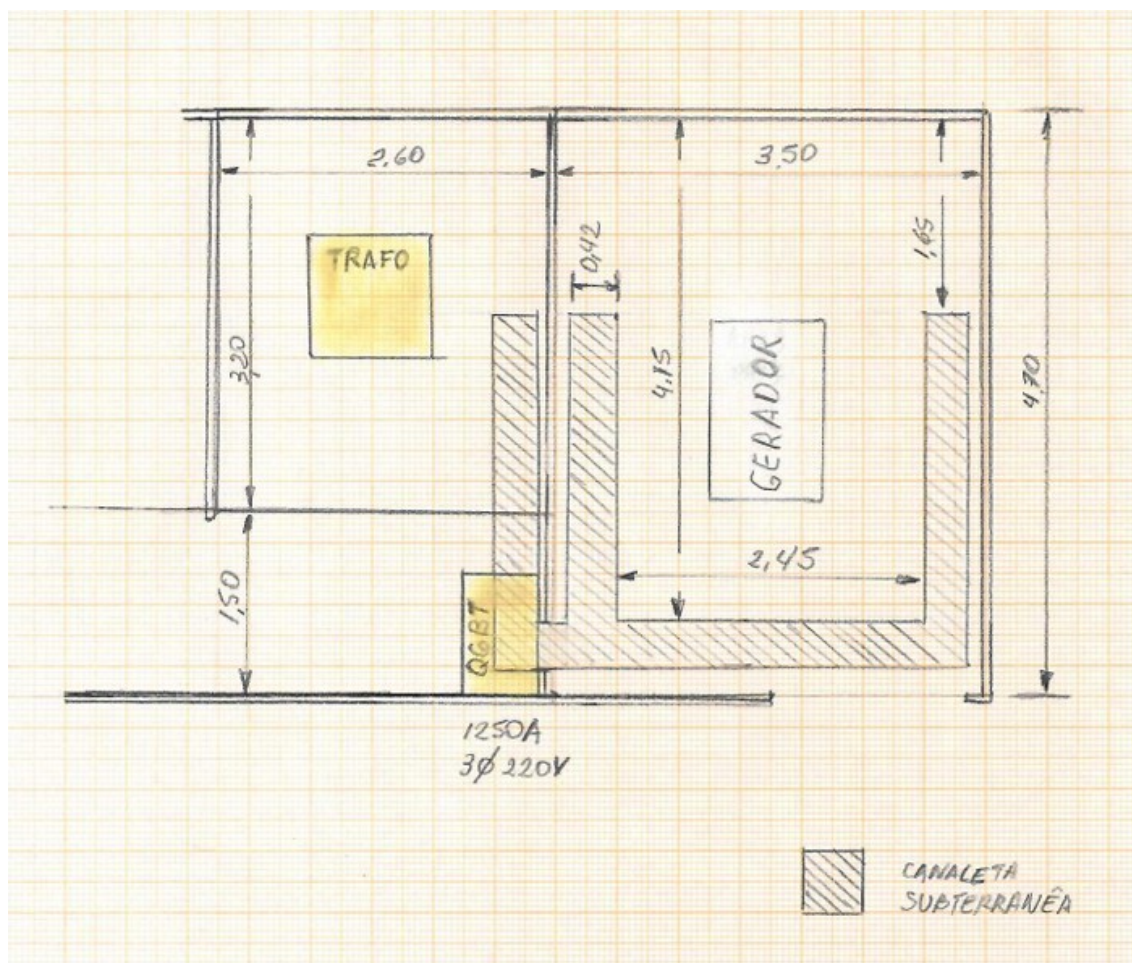 2,60
3,50
TRAFO
0,42
1,65
3,20
4,15
GERADOR
4,70
2,45
1,50
QGBT
1250A
3ø 220V
CANALETA
SUBTERRANÊA